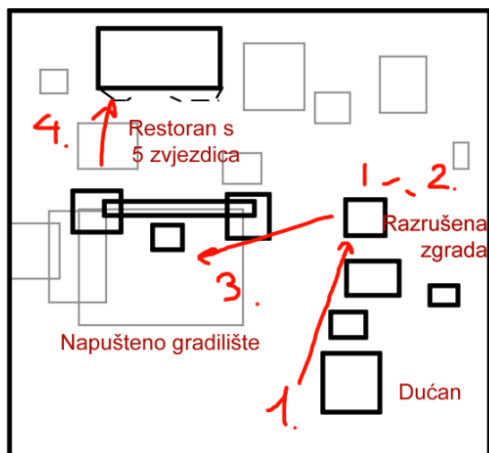 4.
Restoran s
5 zvjezdica
1 -. 2.
Razrušena
zgrada
3.
Napušteno gradilište
1.
Dućan